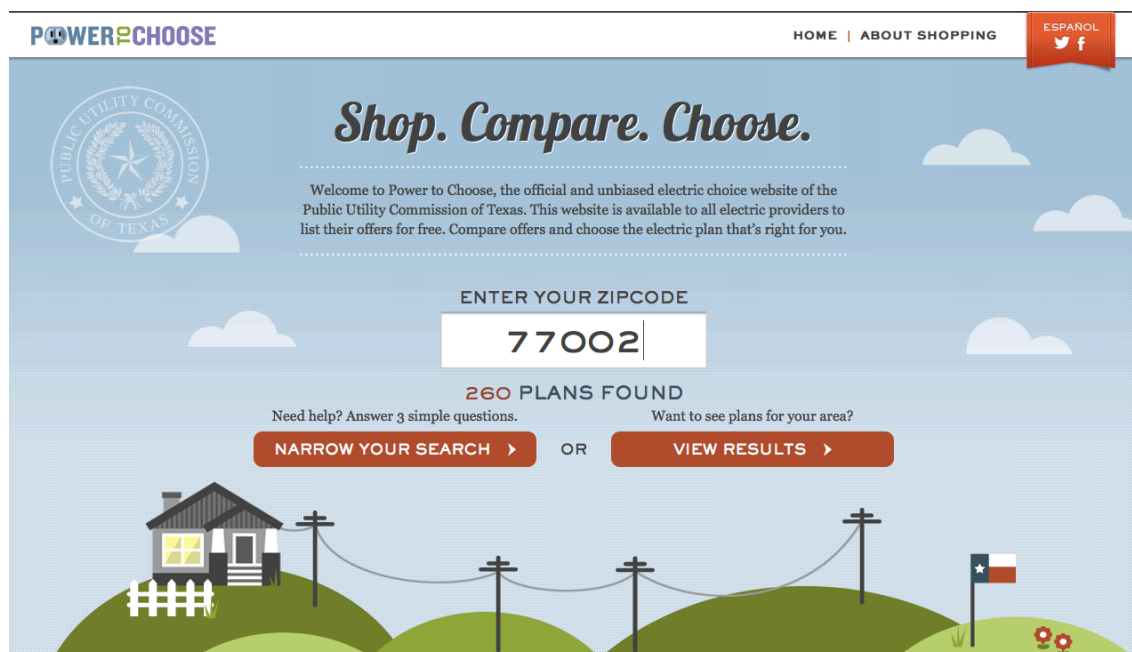 POWER TO CHOOSE
HOME | ABOUT SHOPPING
ESPAÑOL
PUBLIC UTILITY COMMISSION
OF TEXAS
Shop. Compare. Choose.
Welcome to Power to Choose, the official and unbiased electric choice website of the
Public Utility Commission of Texas. This website is available to all electric providers to
list their offers for free. Compare offers and choose the electric plan that's right for you.
ENTER YOUR ZIPCODE
77002
260 PLANS FOUND
Need help? Answer 3 simple questions.
Want to see plans for your area?
NARROW YOUR SEARCH
OR
VIEW RESULTS